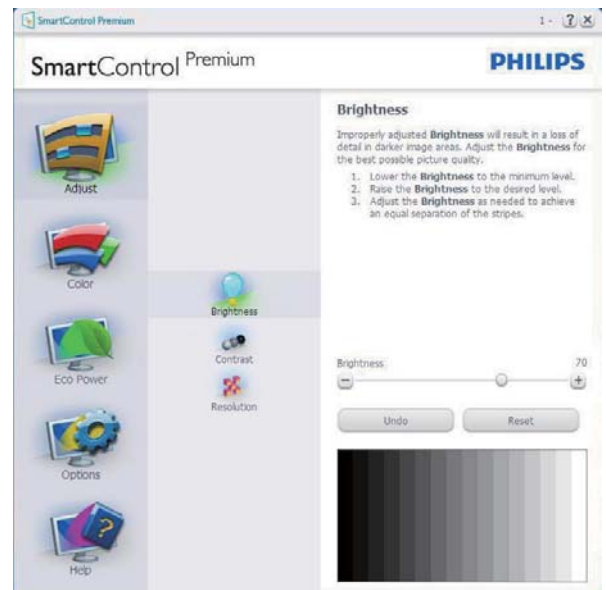 SmartControl Premium
1 - ? X
SmartControl Premium
PHILIPS
Adjust
Color
Eco Power
Options
Help
Brightness
Contrast
Resolution
Brightness
Improperly adjusted Brightness will result in a loss of
detail in darker image areas. Adjust the Brightness for
the best possible picture quality.
1. Lower the Brightness to the minimum level.
2. Raise the Brightness to the desired level.
3. Adjust the Brightness as needed to achieve
an equal separation of the stripes.
Brightness 70
Undo Reset